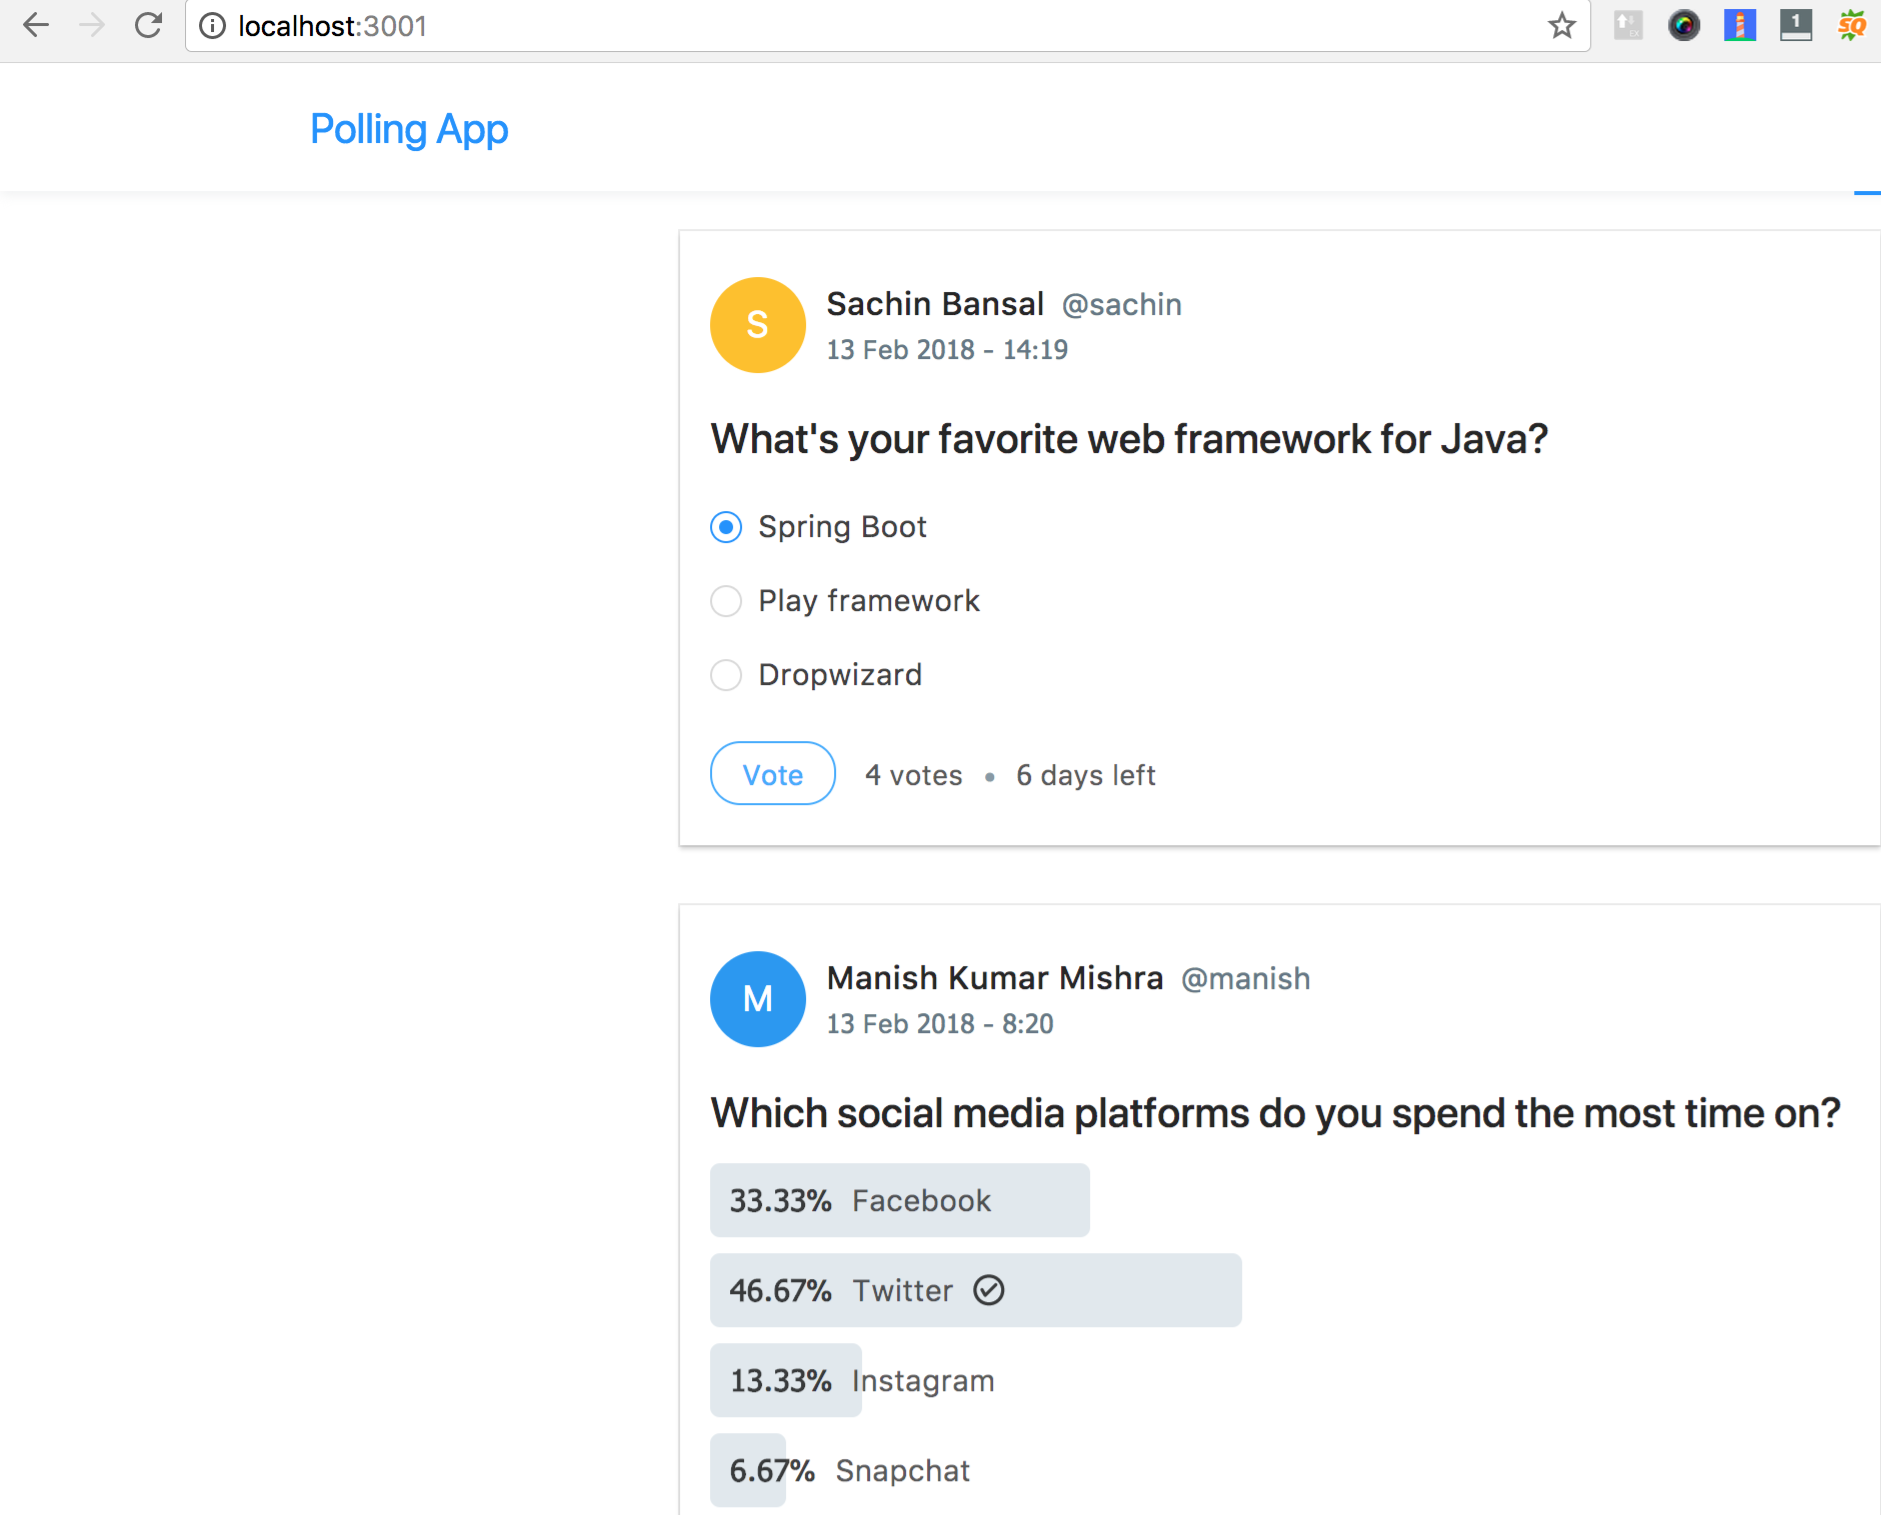 localhost:3001
1
SQ
Polling App
S
Sachin Bansal @sachin
13 Feb 2018 - 14:19
What's your favorite web framework for Java?
Spring Boot
Play framework
Dropwizard
Vote 4 votes • 6 days left
M
Manish Kumar Mishra @manish
13 Feb 2018 - 8:20
Which social media platforms do you spend the most time on?
33.33% Facebook
46.67% Twitter
13.33% Instagram
6.67% Snapchat